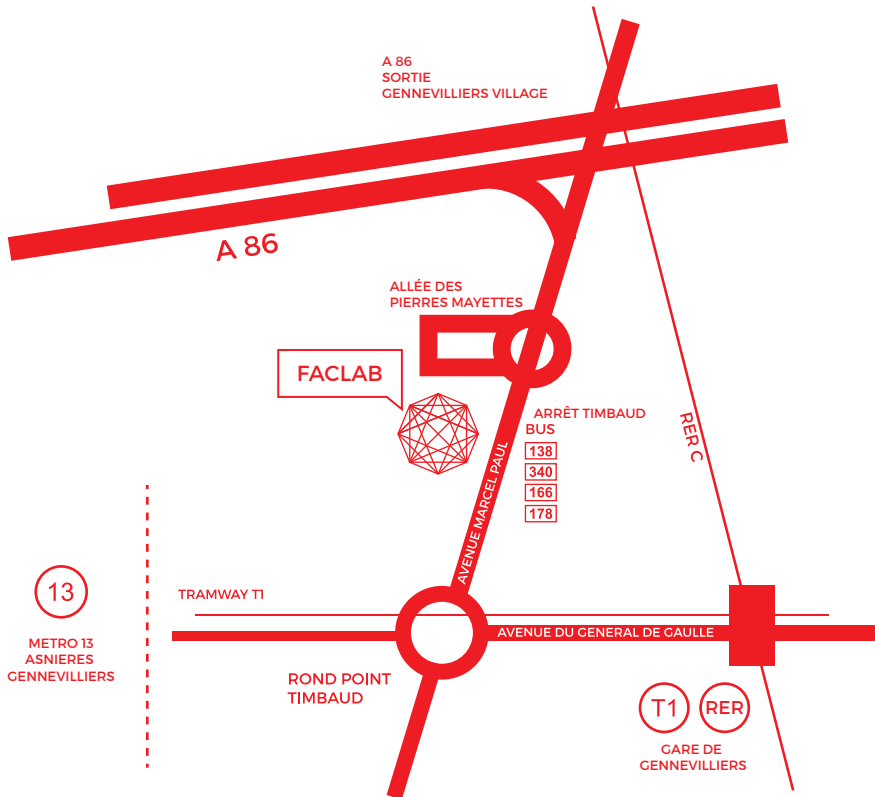 A 86
SORTIE
GENNEVILLIERS VILLAGE
A 86
ALLÉE DES
PIERRES MAYETTES
FACLAB
ARRÊT TIMBAUD
BUS
138
340
166
178
RER C
AVENUE MARCEL PAUL
13
METRO 13
ASNIERES
GENNEVILLIERS
TRAMWAY T1
AVENUE DU GENERAL DE GAULLE
ROND POINT
TIMBAUD
T1
RER
GARE DE
GENNEVILLIERS